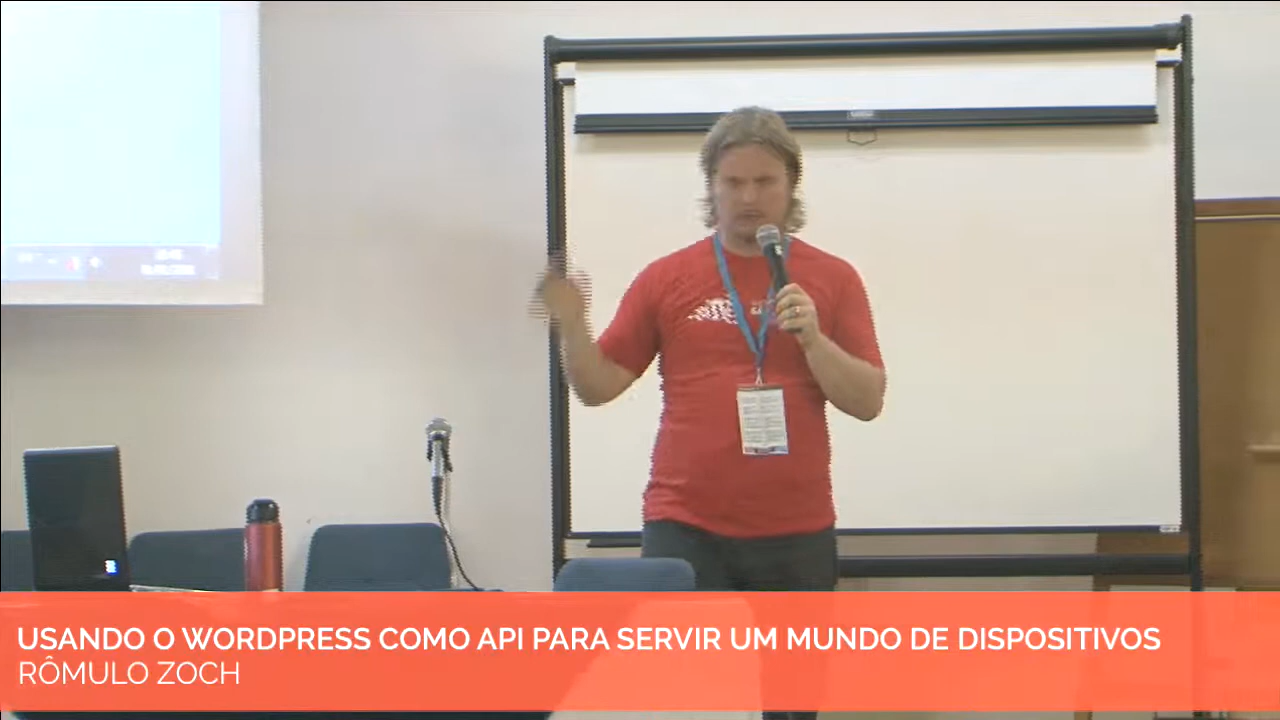 USANDO O WORDPRESS COMO API PARA SERVIR UM MUNDO DE DISPOSITIVOS
RÔMULO ZOCH